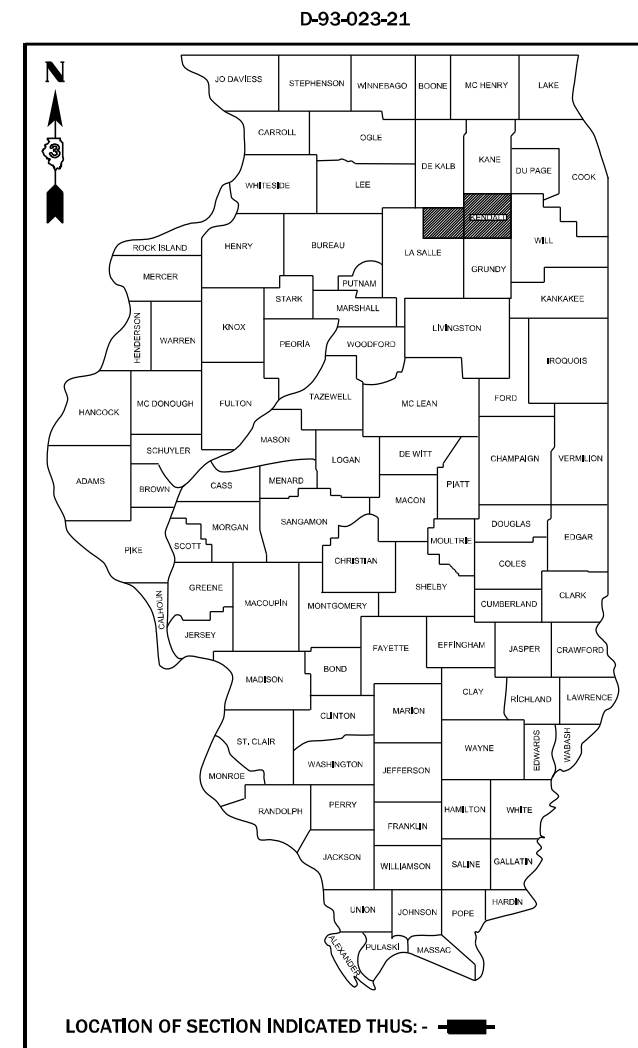 D-93-023-21
N
3
JO DAVIESS STEPHENSON WINNEBAGO BOONE MC HENRY LAKE
CARROLL OGLE DE KALB KANE DU PAGE COOK
WHITESIDE LEE KENDALL WILL
ROCK ISLAND HENRY BUREAU LA SALLE GRUNDY
MERCER PUTNAM KANKAKEE
HENDERSON WARREN KNOX STARK MARSHALL LIVINGSTON
PEORIA WOODFORD IROQUOIS
HANCOCK MC DONOUGH FULTON TAZEWELL MC LEAN FORD
SCHUYLER MASON LOGAN DE WITT CHAMPAIGN VERMILION
ADAMS BROWN CASS MENARD MACON PIATT
PIKE SCOTT MORGAN SANGAMON CHRISTIAN MOULTRIE DOUGLAS EDGAR
COLES
CALHOUN GREENE MACOUPIN MONTGOMERY SHELBY CUMBERLAND CLARK
JERSEY FAYETTE EFFINGHAM JASPER CRAWFORD
MADISON BOND CLAY RICHLAND LAWRENCE
CLINTON MARION
ST. CLAIR WASHINGTON JEFFERSON WAYNE EDWARDS WABASH
MONROE
RANDOLPH PERRY FRANKLIN HAMILTON WHITE
JACKSON WILLIAMSON SALINE GALLATIN
UNION JOHNSON POPE HARDIN
ALEXANDER PULASKI MASSAC
LOCATION OF SECTION INDICATED THUS: -